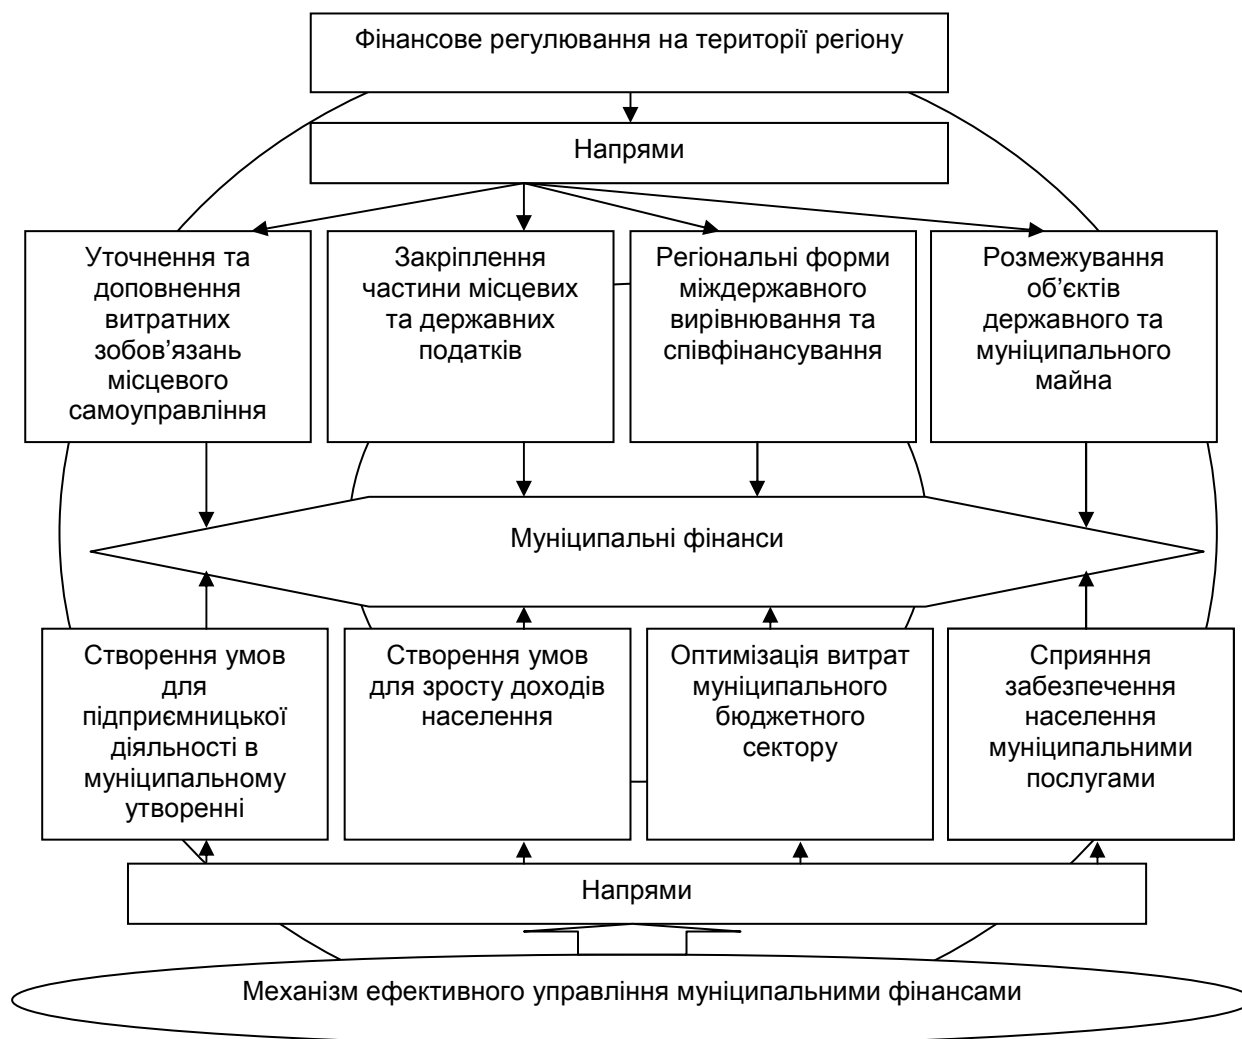 Фінансове регулювання на території регіону
Напрями
Уточнення та
доповнення
витратних
зобов’язань
місцевого
самоуправління
Закріплення
частини місцевих
та державних
податків
Регіональні форми
міждержавного
вирівнювання та
співфінансування
Розмежування
об’єктів
державного та
муніципального
майна
Муніципальні фінанси
Створення умов
для
підприємницької
діяльності в
муніципальному
утворенні
Створення умов
для зросту доходів
населення
Оптимізація витрат
муніципального
бюджетного
сектору
Сприяння
забезпечення
населення
муніципальними
послугами
Напрями
Механізм ефективного управління муніципальними фінансами